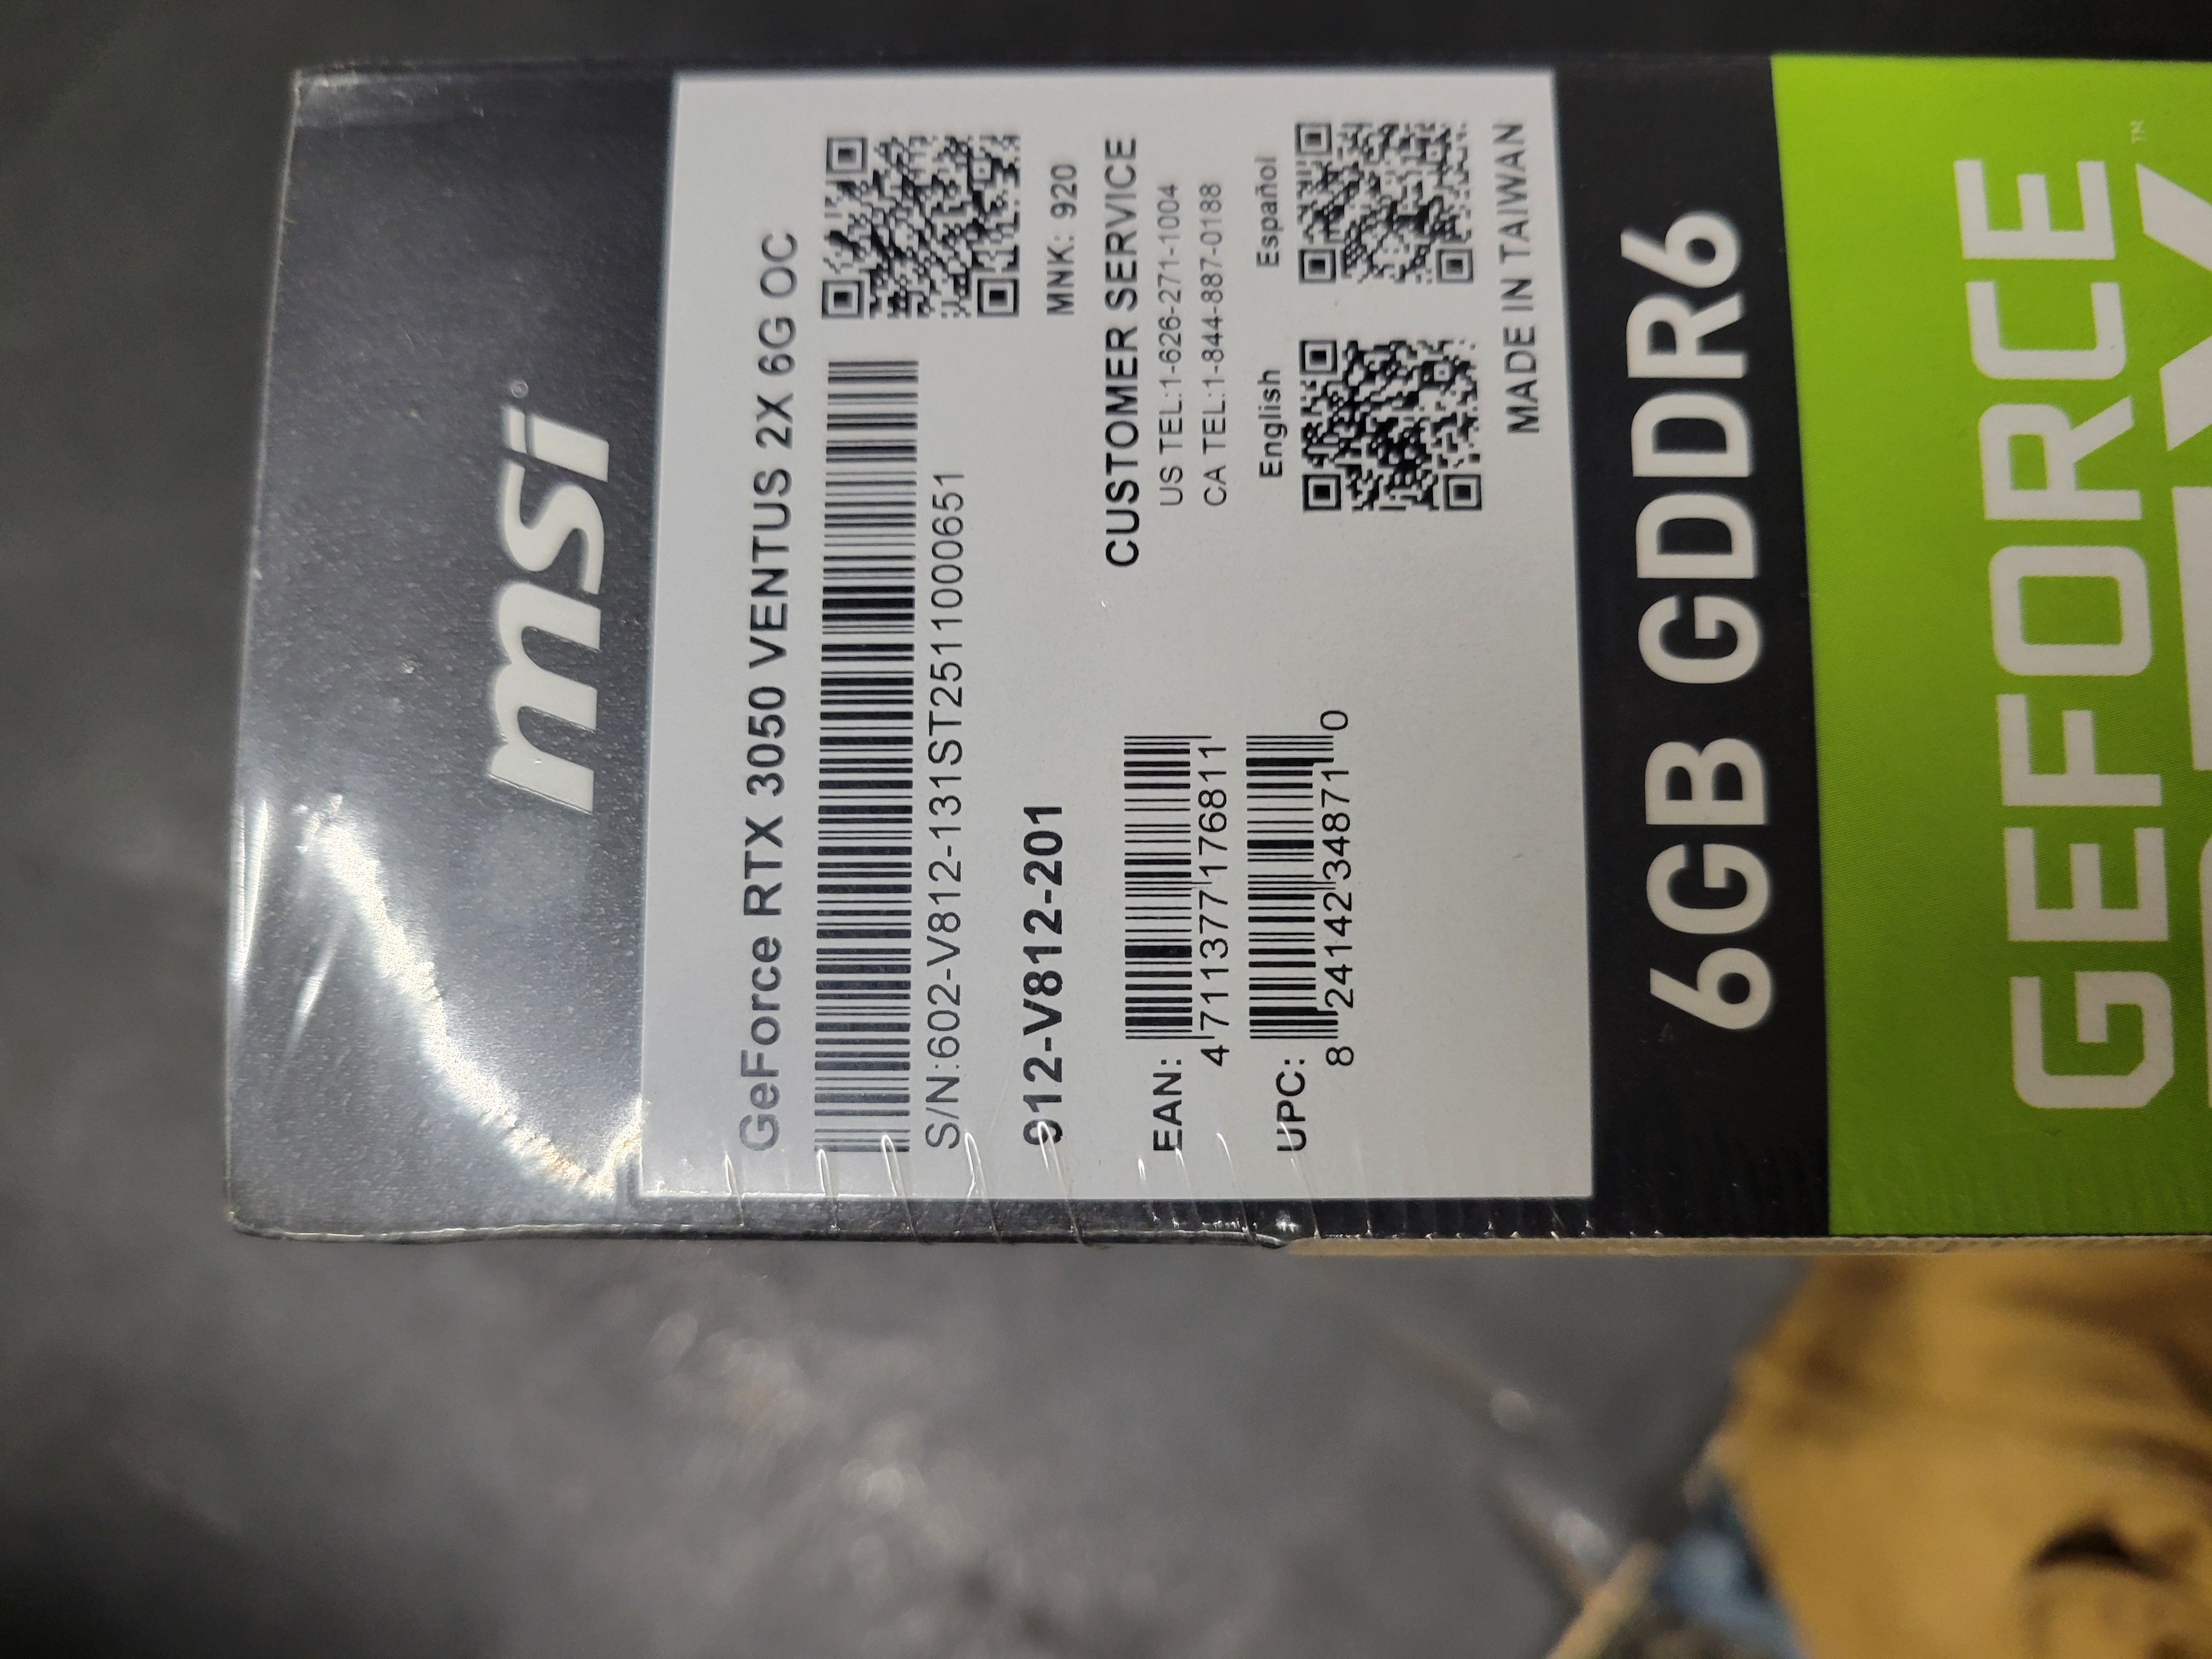 msi
GeForce RTX 3050 VENTUS 2X 6G OC
S/N:602-V812-131ST2511000651
912-V812-201
MNK: 920
CUSTOMER SERVICE
US TEL:1-626-271-1004
CA TEL:1-844-887-0188
EAN:
4 711377 176811
UPC:
8 24142 34871 0
English Español
MADE IN TAIWAN
6GB GDDR6
GEFORCE™